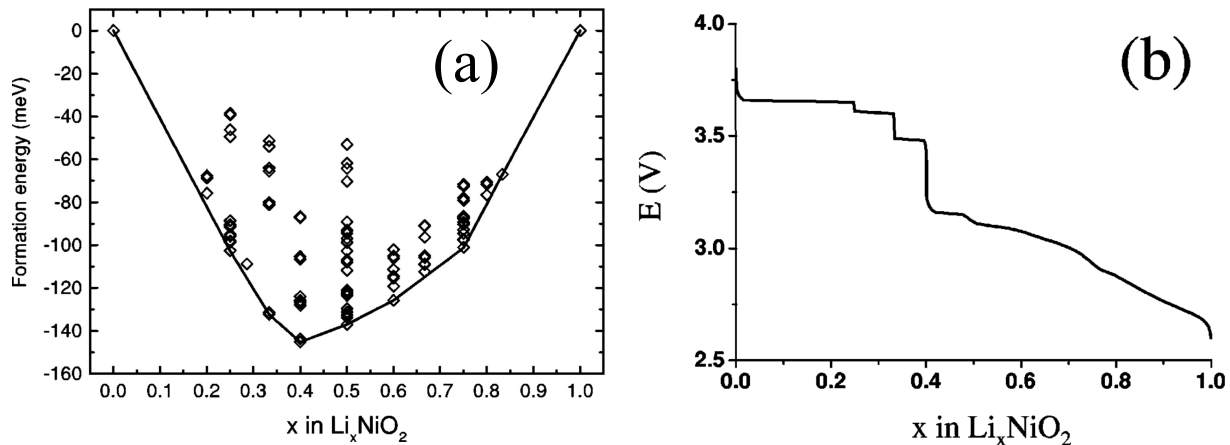 (a)
Formation energy (meV)
0
-20
-40
-60
-80
-100
-120
-140
-160
0.0 0.1 0.2 0.3 0.4 0.5 0.6 0.7 0.8 0.9 1.0
x in LiₓNiO₂
(b)
E (V)
4.0
3.5
3.0
2.5
0.0 0.2 0.4 0.6 0.8 1.0
x in LiₓNiO₂